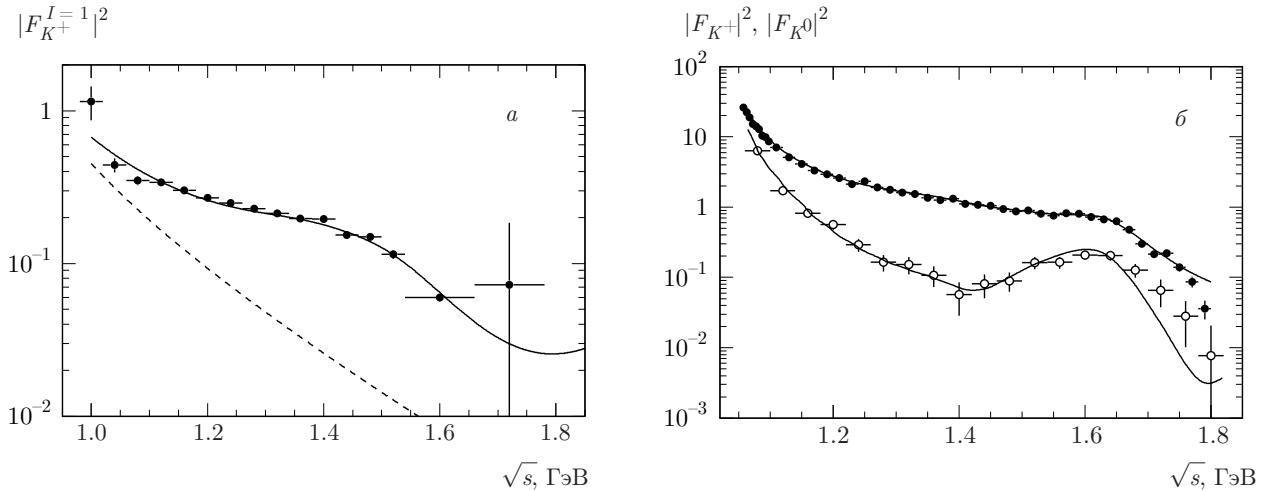 |F_{K^+}^{I=1}|^2
1
10^{-1}
10^{-2}
1.0 1.2 1.4 1.6 1.8
√s, ГэВ
а
|F_{K^+}|^2, |F_{K^0}|^2
10^2
10
1
10^{-1}
10^{-2}
10^{-3}
1.2 1.4 1.6 1.8
√s, ГэВ
б